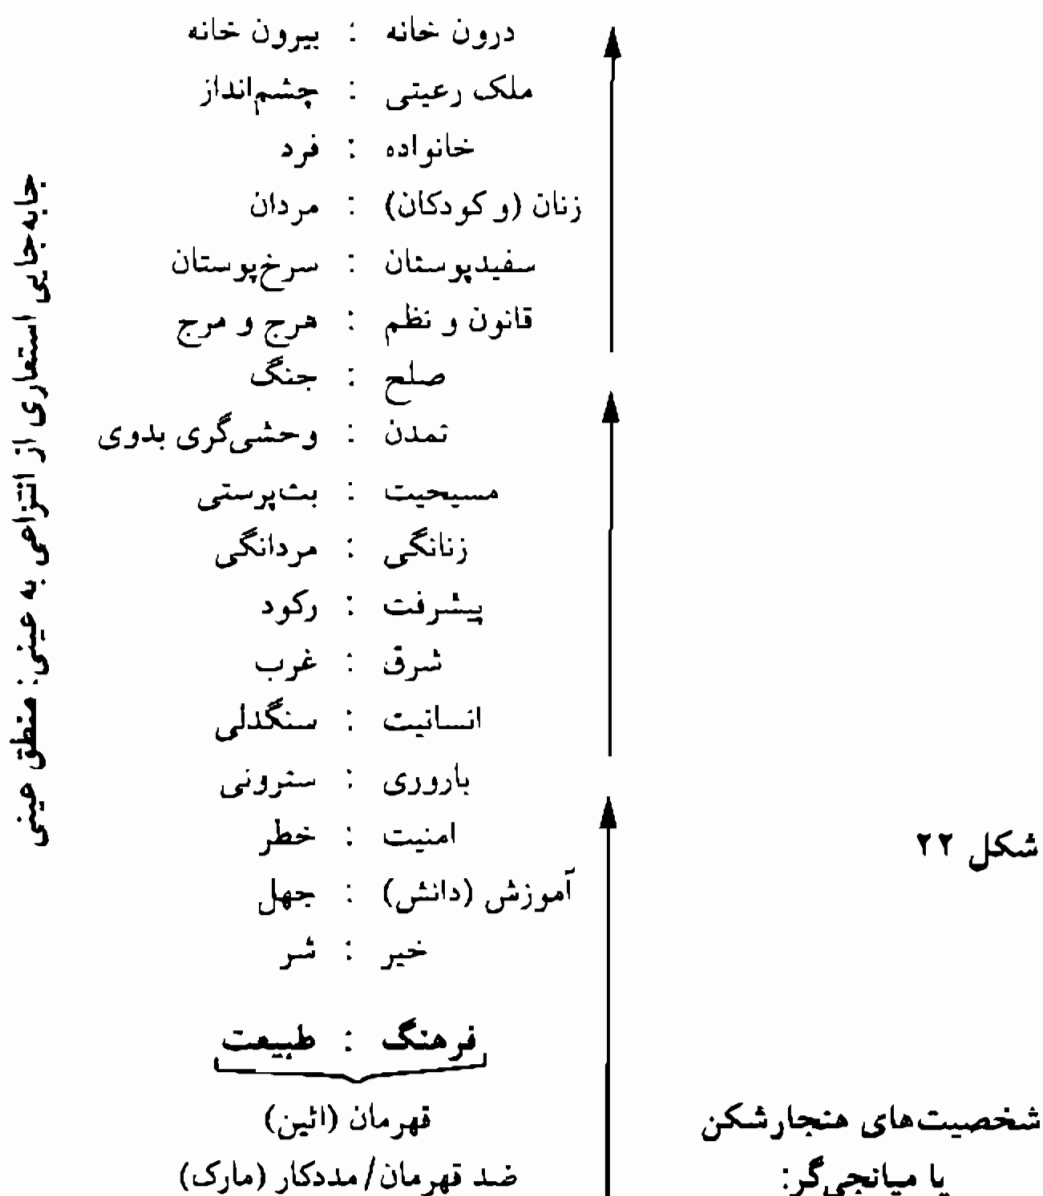 درون خانه : بیرون خانه
ملک رعیتی : چشم‌انداز
خانواده : فرد
زنان (و کودکان) : مردان
سفیدپوستان : سرخ‌پوستان
قانون و نظم : هرج و مرج
صلح : جنگ
تمدن : وحشی‌گری بدوی
مسیحیت : بت‌پرستی
زنانگی : مردانگی
پیشرفت : رکود
شرق : غرب
انسانیت : سنگدلی
باروری : سترونی
امنیت : خطر
آموزش (دانش) : جهل
خیر : شر
فرهنگ : طبیعت
قهرمان (اثین)
ضد قهرمان/مددکار (مارک)
جابه‌جایی استعاری از انتزاعی به عینی: منطق عینی
شکل ۲۲
شخصیت‌های هنجارشکن
یا میانجی‌گر: